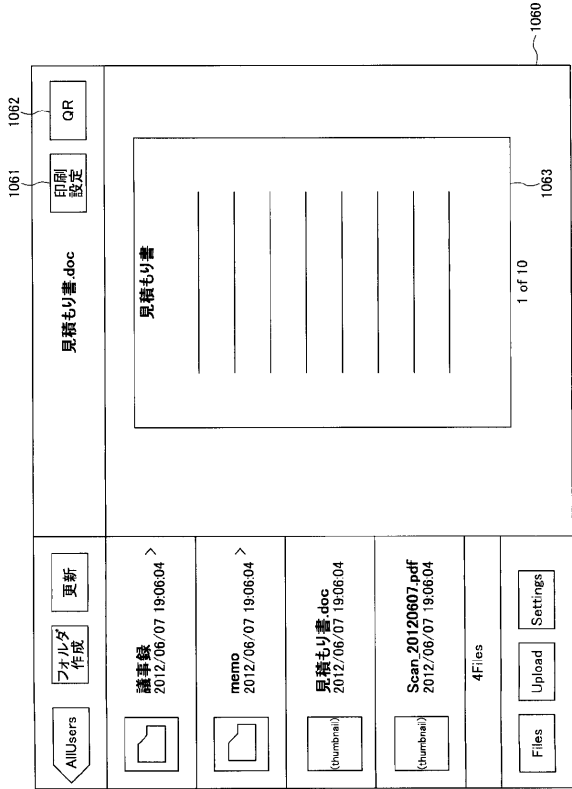 AllUsers
フォルダ
作成
更新
見積もり書.doc
印刷
設定
QR
1061
1062
議事録
2012/06/07 19:06:04
>
memo
2012/06/07 19:06:04
>
(thumbnail)
見積もり書.doc
2012/06/07 19:06:04
(thumbnail)
Scan_20120607.pdf
2012/06/07 19:06:04
4Files
Files
Upload
Settings
見積もり書
1 of 10
1063
1060